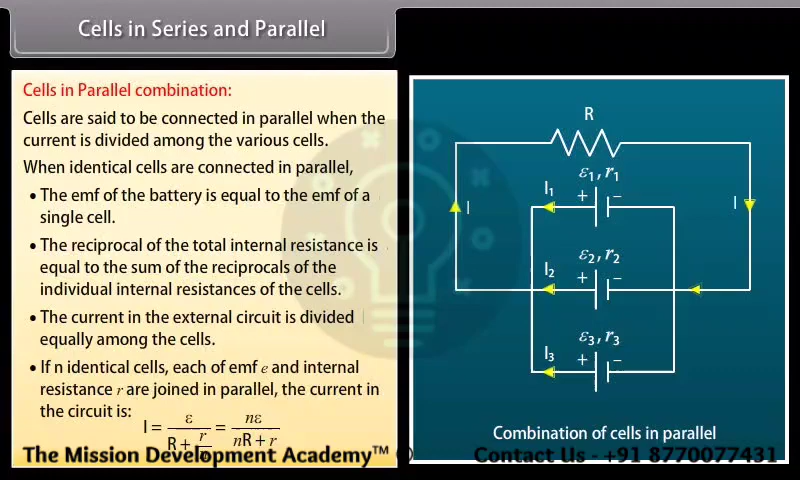 Cells in Series and Parallel
Cells in Parallel combination:
Cells are said to be connected in parallel when the
current is divided among the various cells.
When identical cells are connected in parallel,
• The emf of the battery is equal to the emf of a
single cell.
• The reciprocal of the total internal resistance is
equal to the sum of the reciprocals of the
individual internal resistances of the cells.
• The current in the external circuit is divided
equally among the cells.
• If n identical cells, each of emf e and internal
resistance r are joined in parallel, the current in
the circuit is:
I = ε / (R + r/n) = nε / (nR + r)
R
I
I
I₁
ε₁, r₁
+ −
I₂
ε₂, r₂
+ −
I₃
ε₃, r₃
+ −
Combination of cells in parallel
The Mission Development Academy™ © Contact Us - +91 8770077431